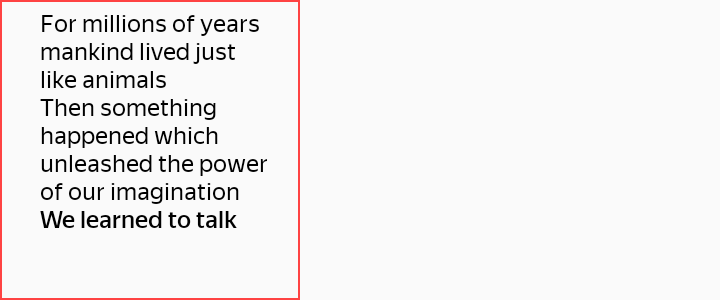 For millions of years
mankind lived just
like animals
Then something
happened which
unleashed the power
of our imagination
We learned to talk